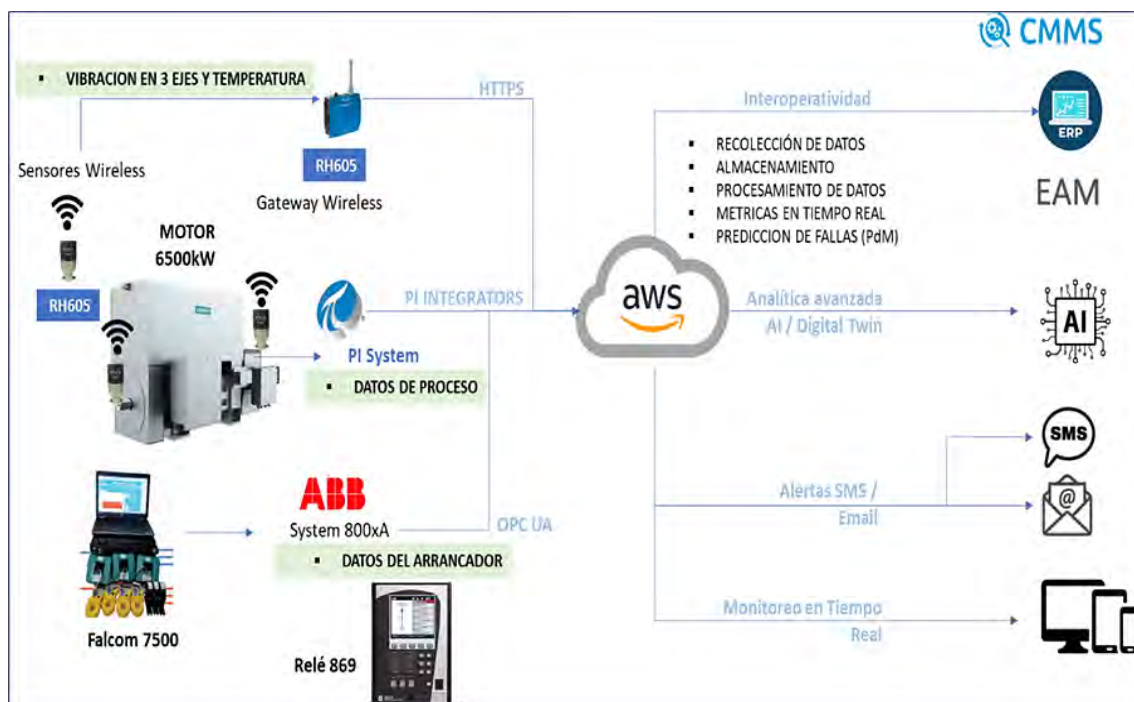 CMMS
VIBRACION EN 3 EJES Y TEMPERATURA
HTTPS
Interoperatividad
ERP
EAM
RECOLECCIÓN DE DATOS
ALMACENAMIENTO
PROCESAMIENTO DE DATOS
METRICAS EN TIEMPO REAL
PREDICCION DE FALLAS (PdM)
Sensores Wireless
RH605
Gateway Wireless
MOTOR
6500kW
RH605
PI INTEGRATORS
PI System
DATOS DE PROCESO
aws
Analítica avanzada
AI / Digital Twin
AI
ABB
System 800xA
OPC UA
DATOS DEL ARRANCADOR
Falcom 7500
Relé 869
SMS
Alertas SMS /
Email
@
Monitoreo en Tiempo
Real